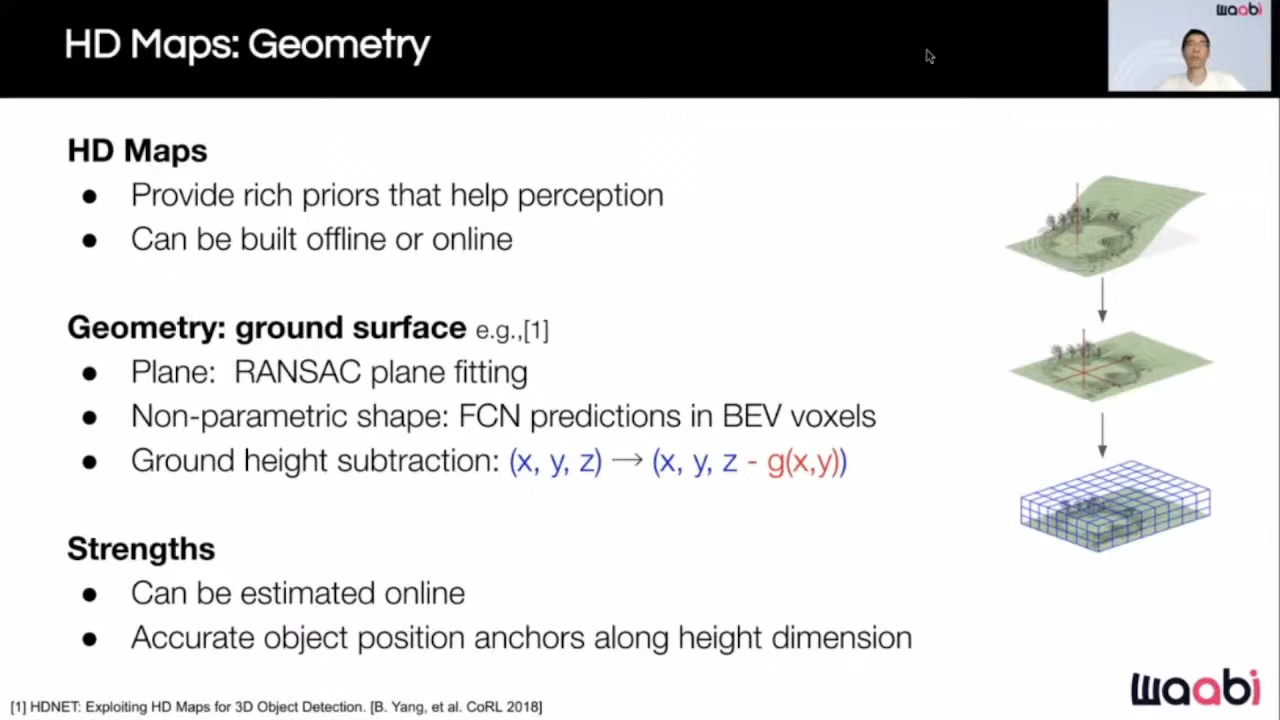 HD Maps: Geometry
waabi
HD Maps
● Provide rich priors that help perception
● Can be built offline or online
Geometry: ground surface e.g.,[1]
● Plane: RANSAC plane fitting
● Non-parametric shape: FCN predictions in BEV voxels
● Ground height subtraction: (x, y, z) → (x, y, z - g(x,y))
Strengths
● Can be estimated online
● Accurate object position anchors along height dimension
waabi
[1] HDNET: Exploiting HD Maps for 3D Object Detection. [B. Yang, et al. CoRL 2018]